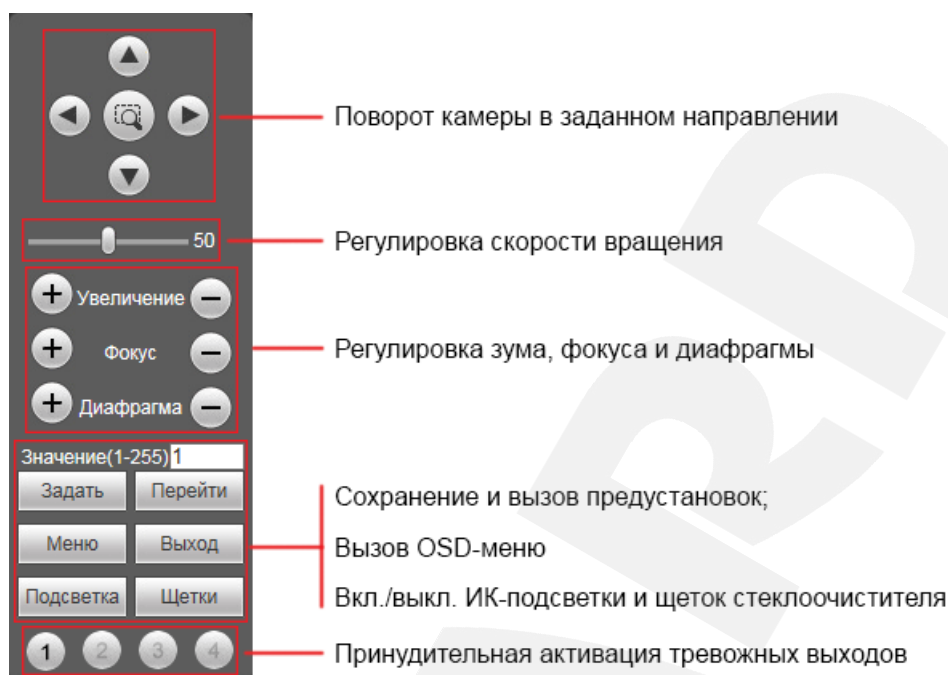 Поворот камеры в заданном направлении
50
Регулировка скорости вращения
+ Увеличение −
+ Фокус −
+ Диафрагма −
Регулировка зума, фокуса и диафрагмы
Значение(1-255) 1
Задать Перейти
Меню Выход
Подсветка Щетки
Сохранение и вызов предустановок;
Вызов OSD-меню
Вкл./выкл. ИК-подсветки и щеток стеклоочистителя
1 2 3 4
Принудительная активация тревожных выходов